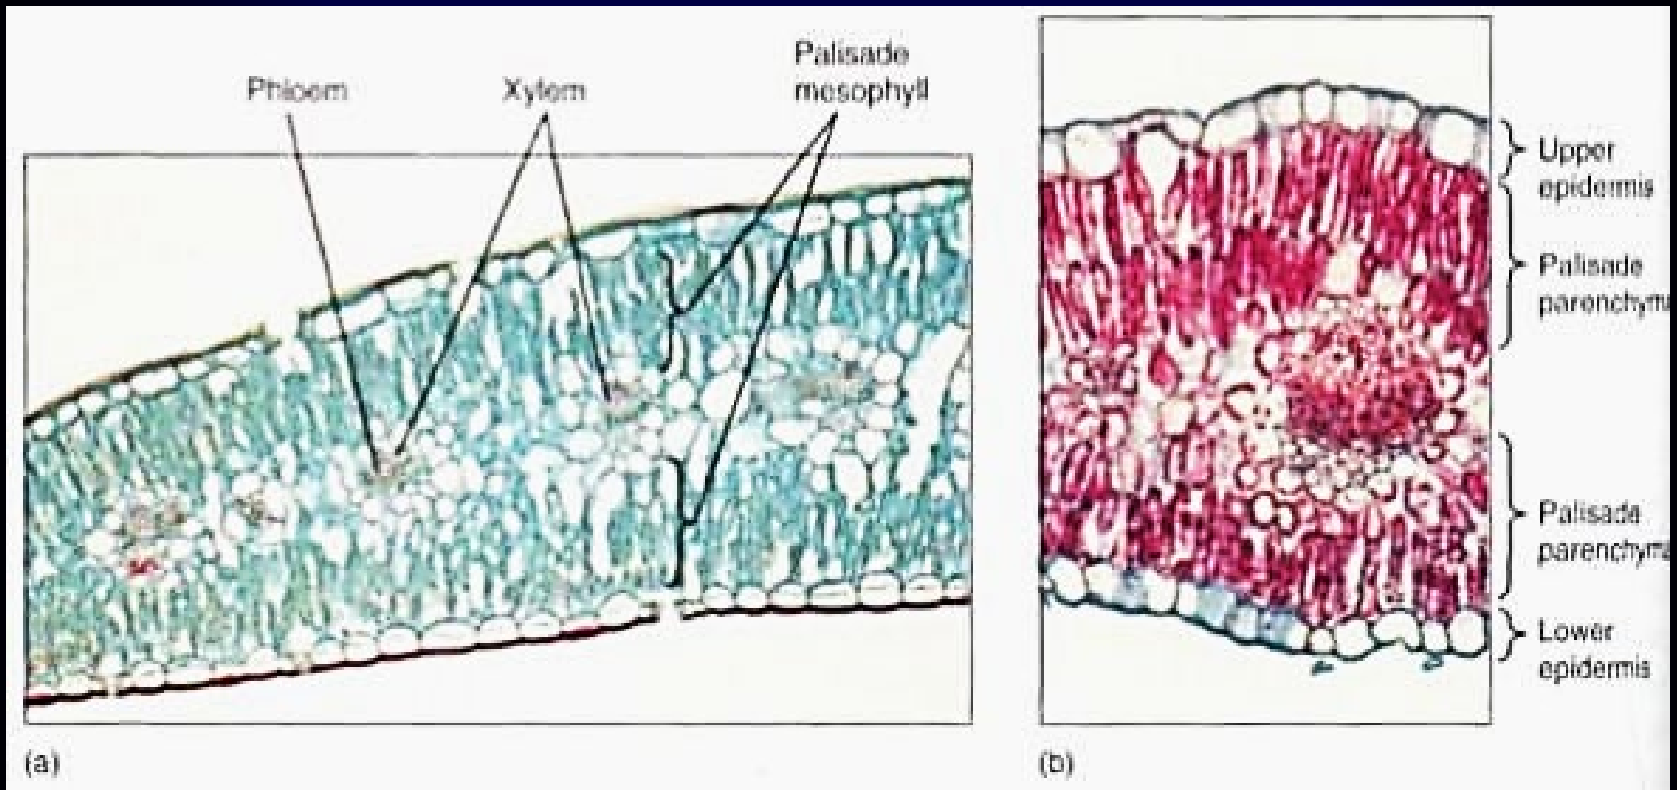 Phloem
Xylem
Palisade
mesophyll
(a)
Upper
epidermis
Palisade
parenchyma
Palisade
parenchyma
Lower
epidermis
(b)